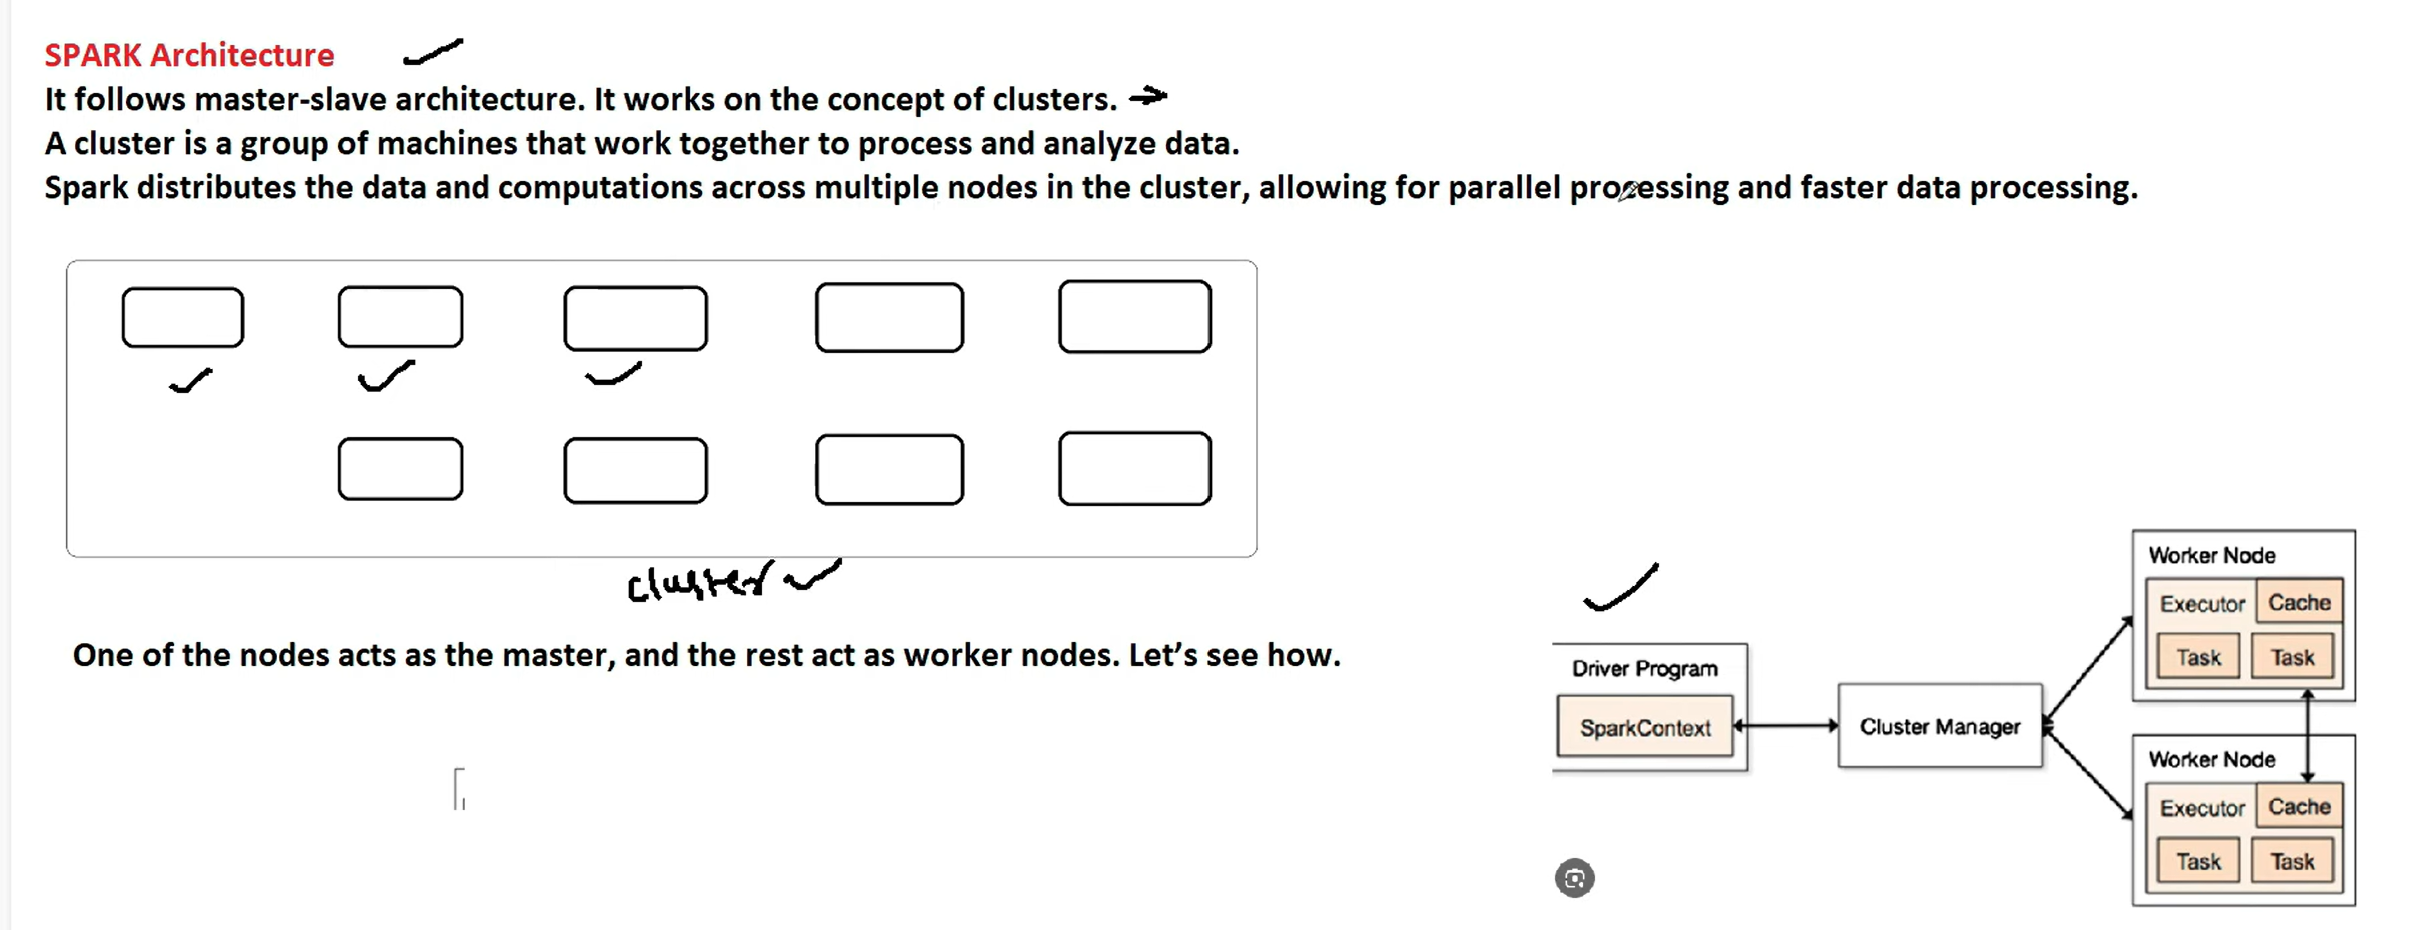 SPARK Architecture
It follows master-slave architecture. It works on the concept of clusters.
A cluster is a group of machines that work together to process and analyze data.
Spark distributes the data and computations across multiple nodes in the cluster, allowing for parallel processing and faster data processing.
cluster
One of the nodes acts as the master, and the rest act as worker nodes. Let's see how.
Driver Program
SparkContext
Cluster Manager
Worker Node
Executor Cache
Task Task
Worker Node
Executor Cache
Task Task